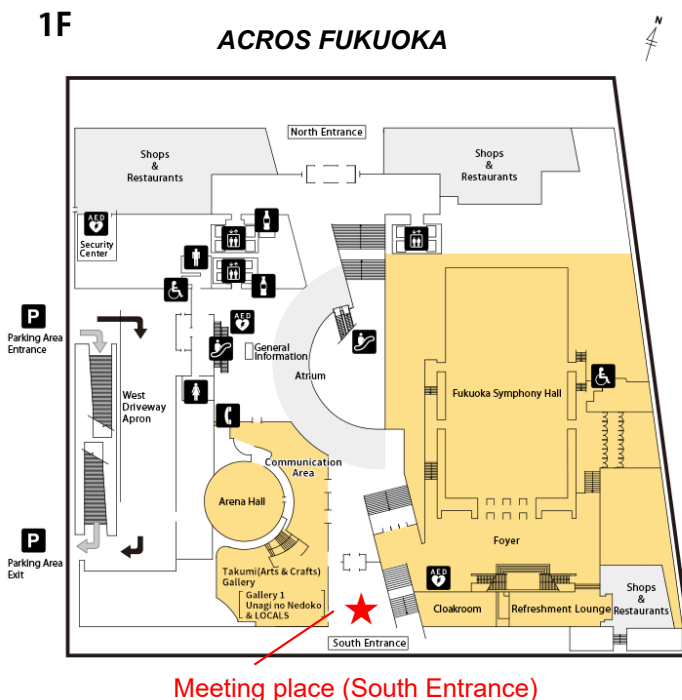 1F
ACROS FUKUOKA
N
North Entrance
Shops
&
Restaurants
Shops
&
Restaurants
AED
Security
Center
P
Parking Area
Entrance
AED
General
Information
Atrium
West
Driveway
Apron
Fukuoka Symphony Hall
Communication
Area
Arena Hall
P
Parking Area
Exit
Foyer
Takumi(Arts & Crafts)
Gallery
Gallery 1
Unagi no Nedoko
& LOCALS
AED
Cloakroom
Refreshment Lounge
Shops
&
Restaurants
South Entrance
Meeting place (South Entrance)